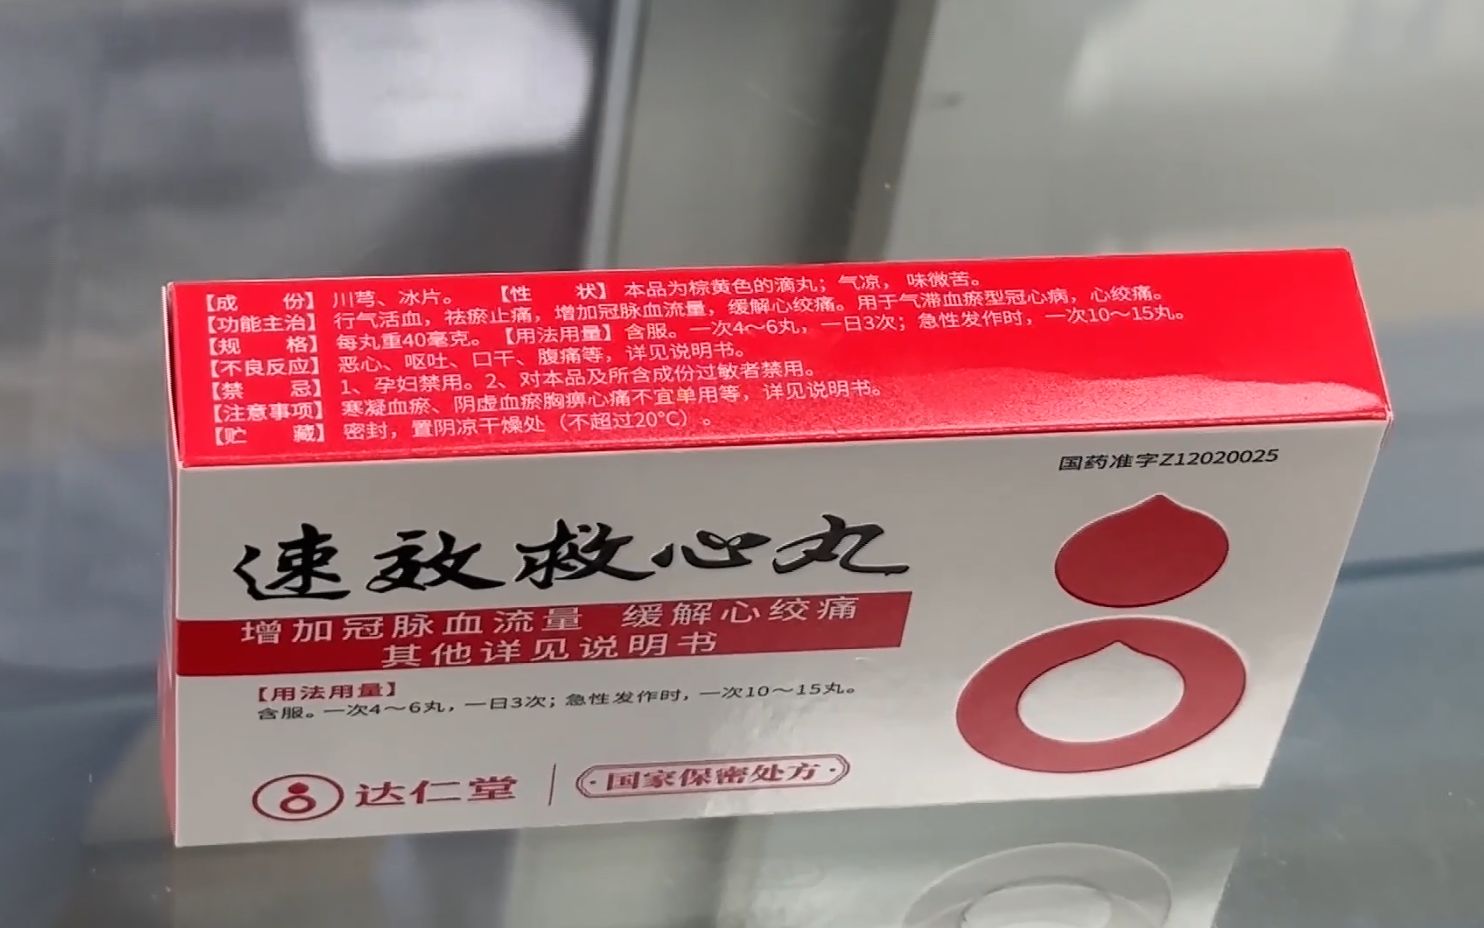 【成　份】川芎、冰片。　【性　状】本品为棕黄色的滴丸；气凉，味微苦。
【功能主治】行气活血，祛瘀止痛，增加冠脉血流量，缓解心绞痛。用于气滞血瘀型冠心病，心绞痛。
【规　格】每丸重40毫克。【用法用量】含服。一次4～6丸，一日3次；急性发作时，一次10～15丸。
【不良反应】恶心、呕吐、口干、腹痛等，详见说明书。
【禁　忌】1、孕妇禁用。2、对本品及所含成份过敏者禁用。
【注意事项】寒凝血瘀、阴虚血瘀胸痹心痛不宜单用等，详见说明书。
【贮　藏】密封，置阴凉干燥处（不超过20℃）。
国药准字Z12020025
速效救心丸
增加冠脉血流量　缓解心绞痛
其他详见说明书
【用法用量】
含服。一次4～6丸，一日3次；急性发作时，一次10～15丸。
达仁堂
·国家保密处方·